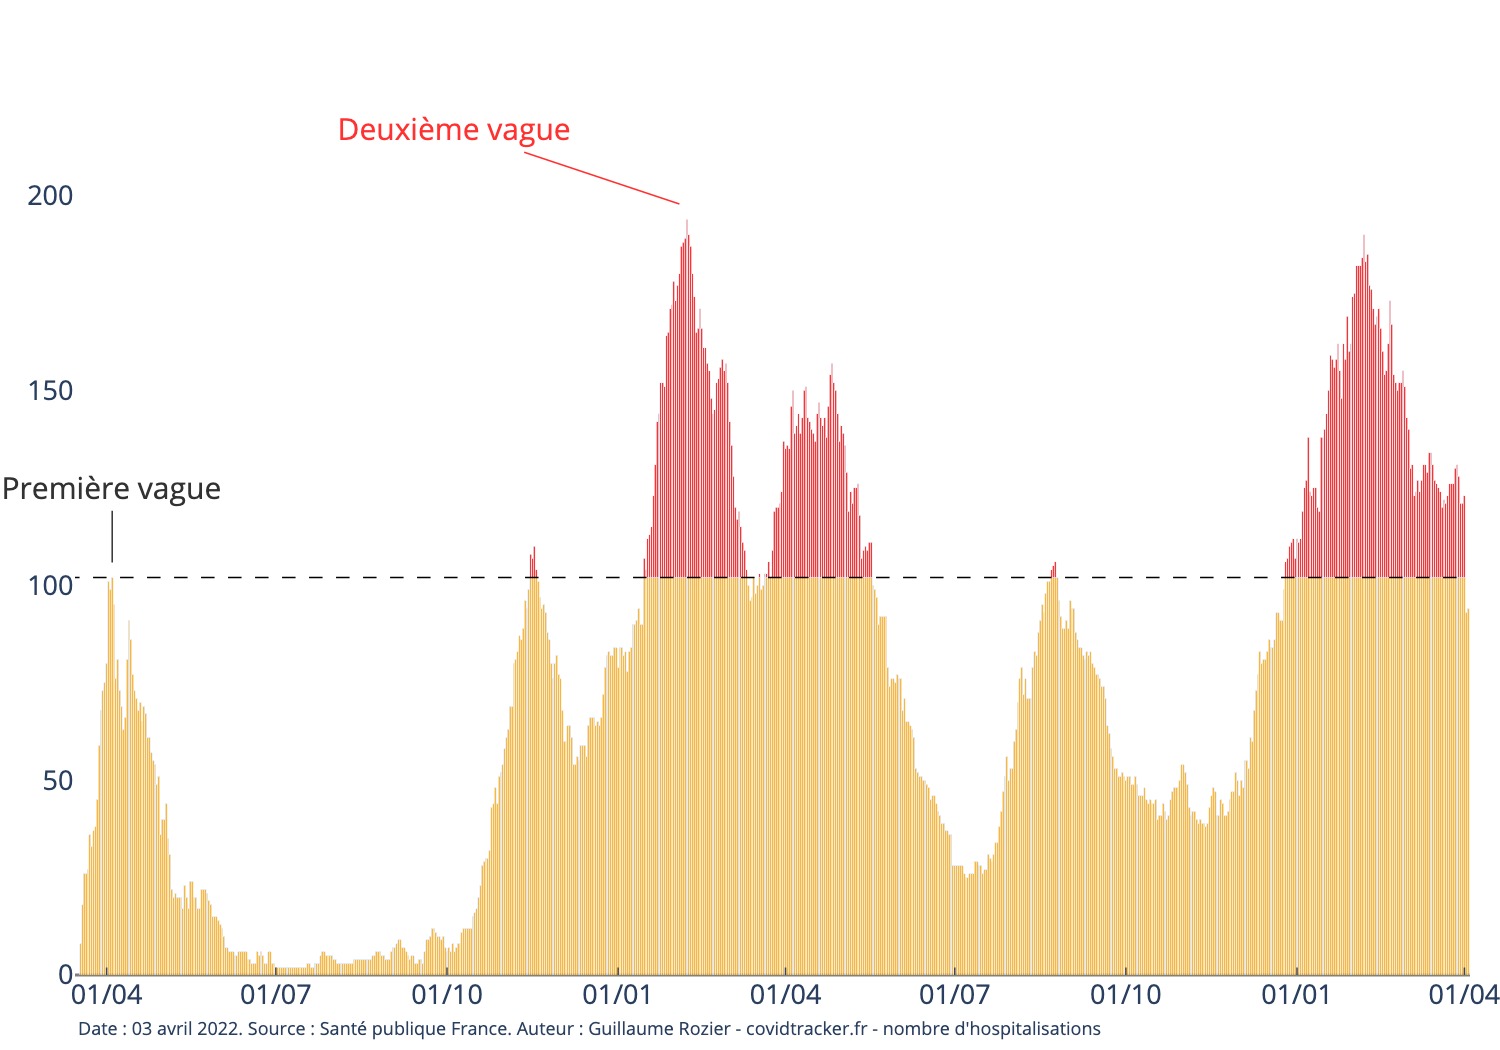 Deuxième vague
200
150
Première vague
100
50
0
01/04 01/07 01/10 01/01 01/04 01/07 01/10 01/01 01/04
Date : 03 avril 2022. Source : Santé publique France. Auteur : Guillaume Rozier - covidtracker.fr - nombre d'hospitalisations